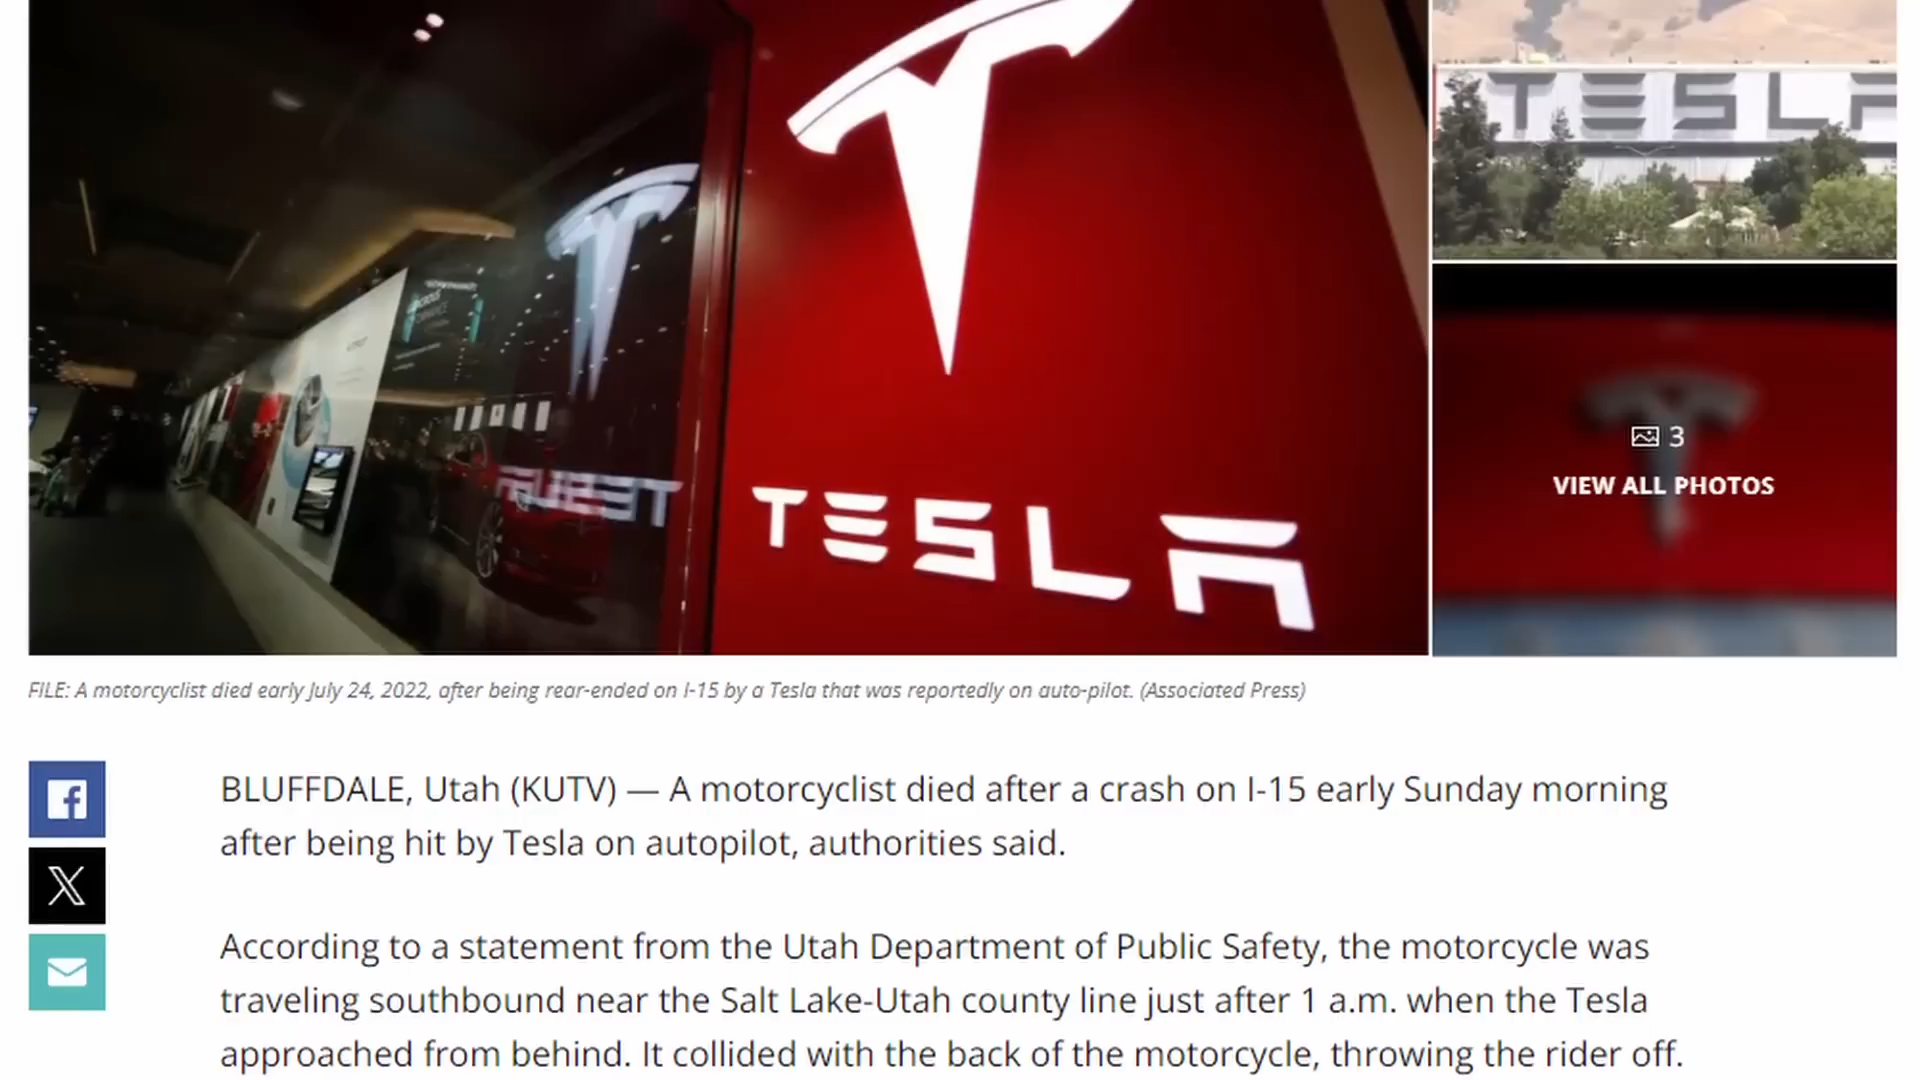 TESLA
TESLA
3
VIEW ALL PHOTOS
FILE: A motorcyclist died early July 24, 2022, after being rear-ended on I-15 by a Tesla that was reportedly on auto-pilot. (Associated Press)
BLUFFDALE, Utah (KUTV) — A motorcyclist died after a crash on I-15 early Sunday morning
after being hit by Tesla on autopilot, authorities said.
According to a statement from the Utah Department of Public Safety, the motorcycle was
traveling southbound near the Salt Lake-Utah county line just after 1 a.m. when the Tesla
approached from behind. It collided with the back of the motorcycle, throwing the rider off.